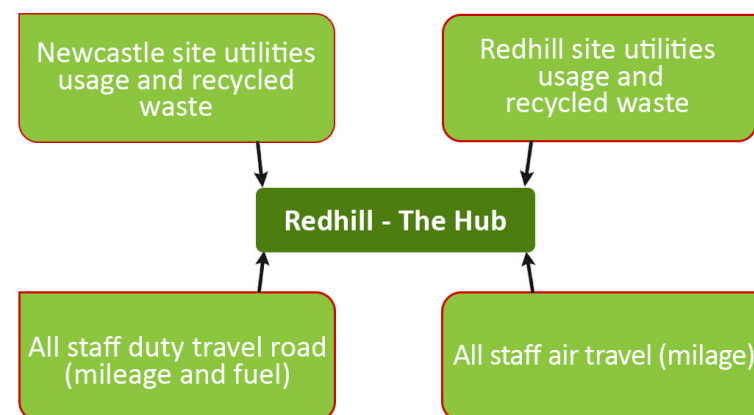 Newcastle site utilities
usage and recycled
waste
Redhill site utilities
usage and
recycled waste
Redhill - The Hub
All staff duty travel road
(mileage and fuel)
All staff air travel (milage)